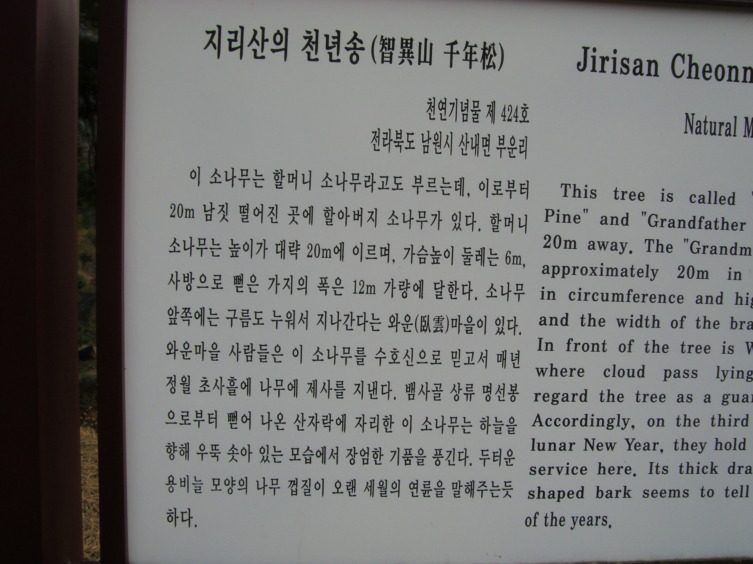 지리산의 천년송 (智異山 千年松)
천연기념물 제 424호
전라북도 남원시 산내면 부운리
이 소나무는 할머니 소나무라고도 부르는데, 이로부터
20m 남짓 떨어진 곳에 할아버지 소나무가 있다. 할머니
소나무는 높이가 대략 20m에 이르며, 가슴높이 둘레는 6m,
사방으로 뻗은 가지의 폭은 12m 가량에 달한다. 소나무
앞쪽에는 구름도 누워서 지나간다는 와운(臥雲)마을이 있다.
와운마을 사람들은 이 소나무를 수호신으로 믿고서 매년
정월 초사흘에 나무에 제사를 지낸다. 뱀사골 상류 명선봉
으로부터 뻗어 나온 산자락에 자리한 이 소나무는 하늘을
향해 우뚝 솟아 있는 모습에서 장엄한 기품을 풍긴다. 두터운
용비늘 모양의 나무 껍질이 오랜 세월의 연륜을 말해주는듯
하다.
Jirisan Cheonn
Natural M
This tree is called "
Pine" and "Grandfather
20m away. The "Grandm
approximately 20m in
in circumference and hig
and the width of the bra
In front of the tree is W
where cloud pass lying
regard the tree as a guar
Accordingly, on the third
lunar New Year, they hold
service here. Its thick dra
shaped bark seems to tell
of the years.